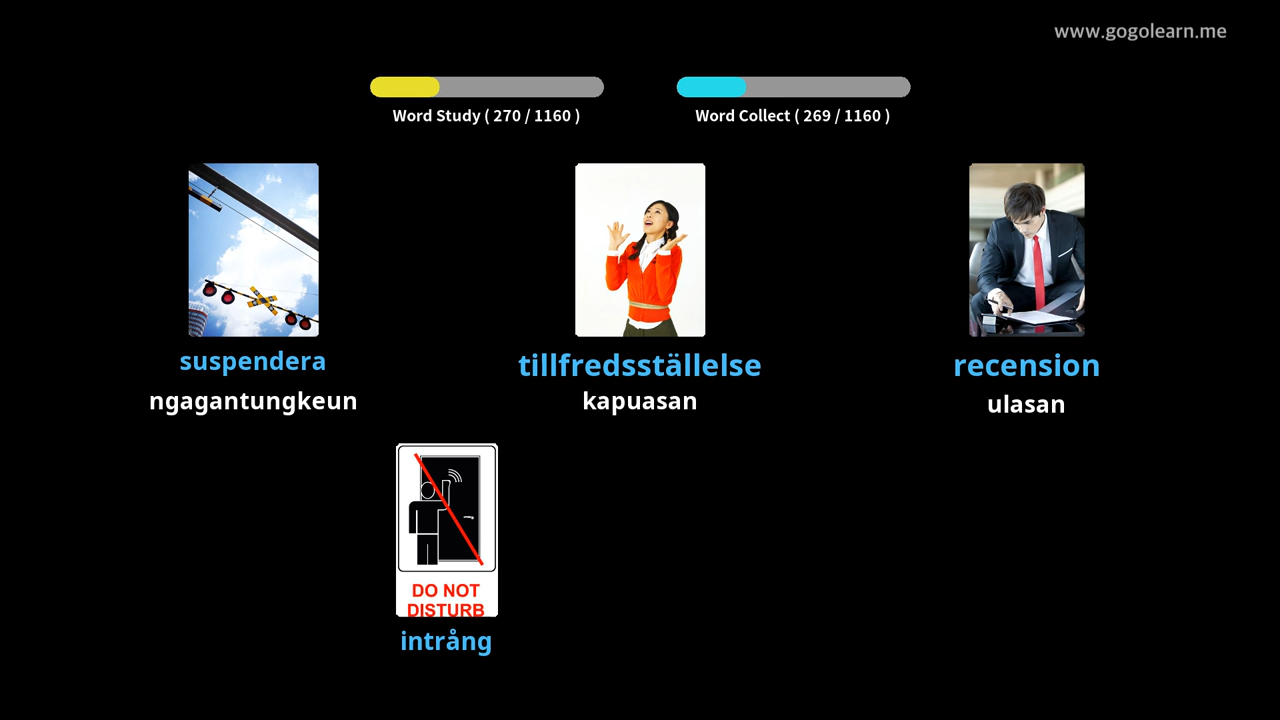 www.gogolearn.me
Word Study ( 270 / 1160 )
Word Collect ( 269 / 1160 )
suspendera
ngagantungkeun
tillfredsställelse
kapuasan
recension
ulasan
DO NOT
DISTURB
intrång